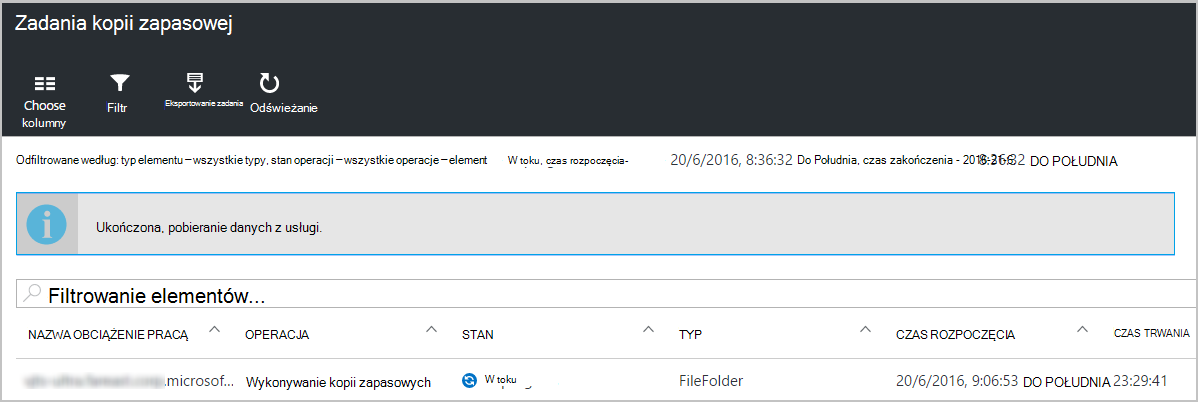 Zadania kopii zapasowej
Choose kolumny
Filtr
Eksportowanie zadania
Odświeżanie
Odfiltrowane według: typ elementu – wszystkie typy, stan operacji – wszystkie operacje – element W toku, czas rozpoczęcia- 20/6/2016, 8:36:32 Do Południa, czas zakończenia - 8:36:32 DO POŁUDNIA
Ukończona, pobieranie danych z usługi.
Filtrowanie elementów...
NAZWA OBCIĄŻENIE PRACĄ OPERACJA STAN TYP CZAS ROZPOCZĘCIA CZAS TRWANIA
.microsof... Wykonywanie kopii zapasowych W toku FileFolder 20/6/2016, 9:06:53 DO POŁUDNIA 23:29:41